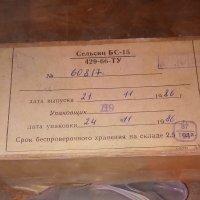 Сельсин БС-15
429-66-ТУ
№ 60817
дата выпуска 21 11 1986 г.
Упаковщик
дата упаковки 24 11 1986
Срок беспроверочного хранения на складе 2,5 года